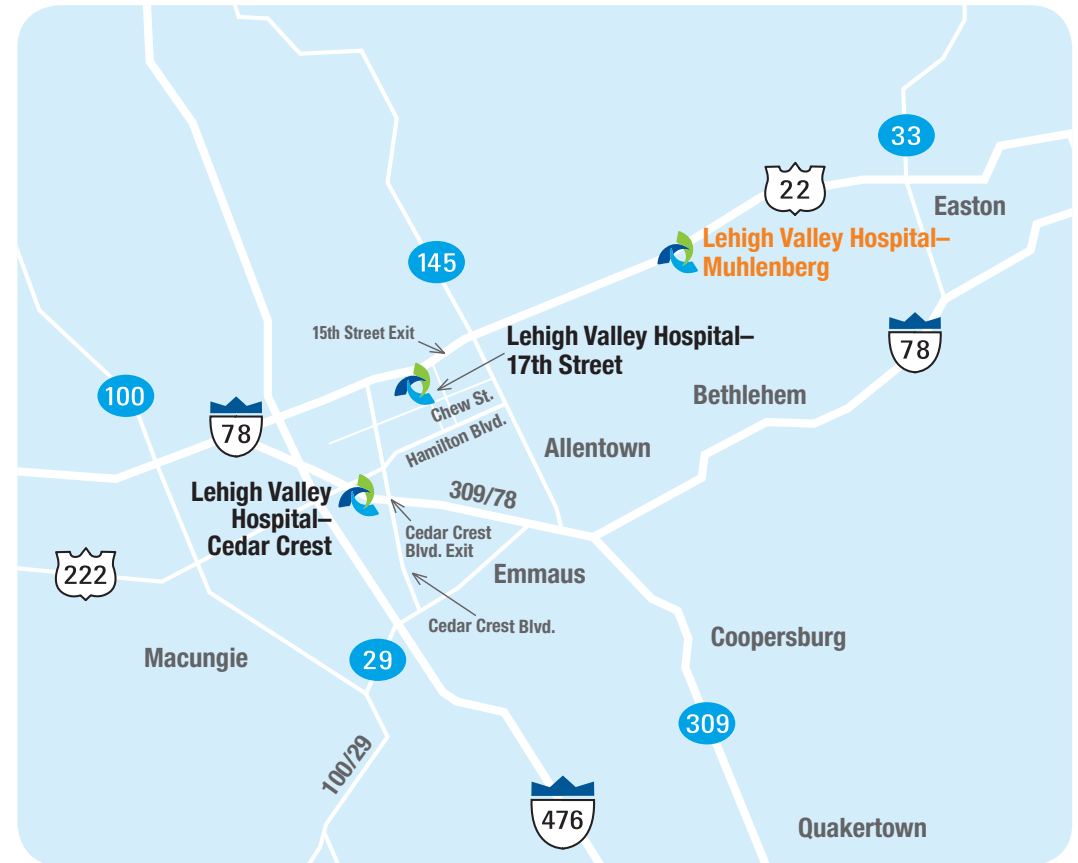 33
22
Easton
Lehigh Valley Hospital–
Muhlenberg
145
15th Street Exit
Lehigh Valley Hospital–
17th Street
78
100
Chew St.
Bethlehem
78
Hamilton Blvd.
Allentown
Lehigh Valley
Hospital–
Cedar Crest
309/78
Cedar Crest
Blvd. Exit
222
Emmaus
Cedar Crest Blvd.
Coopersburg
Macungie
29
309
100/29
476
Quakertown